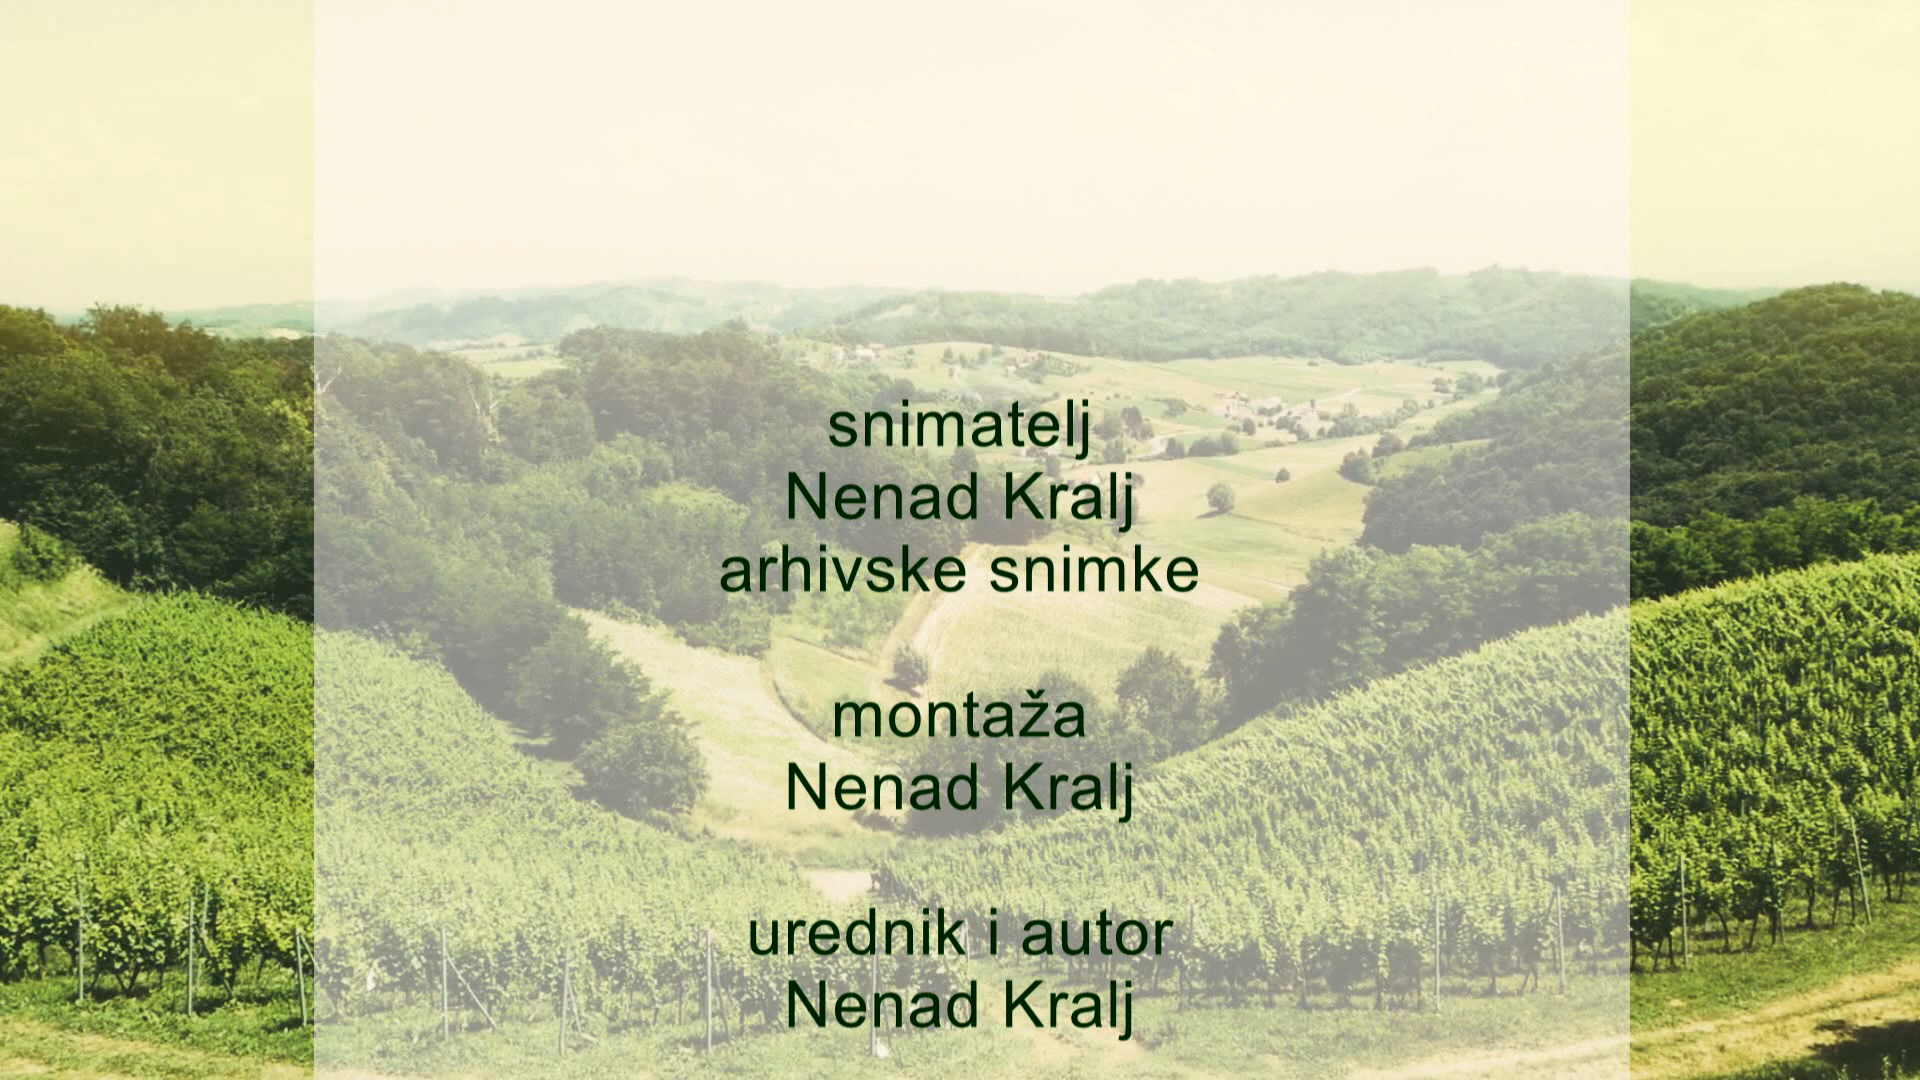 snimatelj
Nenad Kralj
arhivske snimke
montaža
Nenad Kralj
urednik i autor
Nenad Kralj